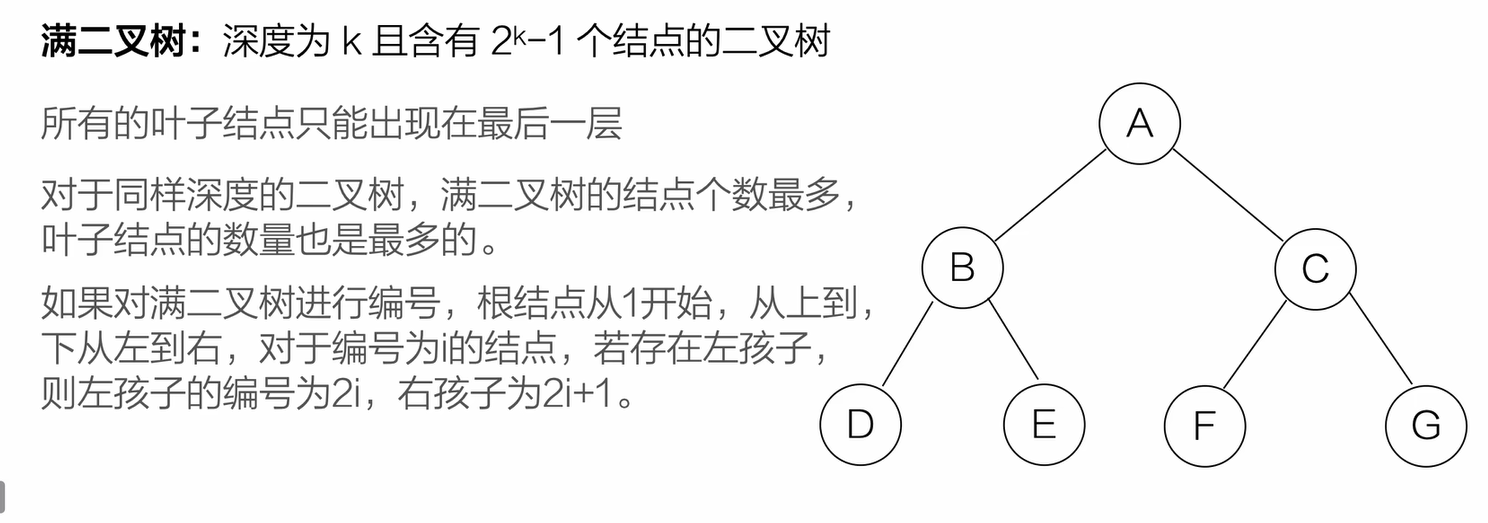 满二叉树：深度为 k 且含有 2ᵏ-1 个结点的二叉树
所有的叶子结点只能出现在最后一层
对于同样深度的二叉树，满二叉树的结点个数最多，
叶子结点的数量也是最多的。
如果对满二叉树进行编号，根结点从1开始，从上到，
下从左到右，对于编号为i的结点，若存在左孩子，
则左孩子的编号为2i，右孩子为2i+1。
A
B
C
D
E
F
G